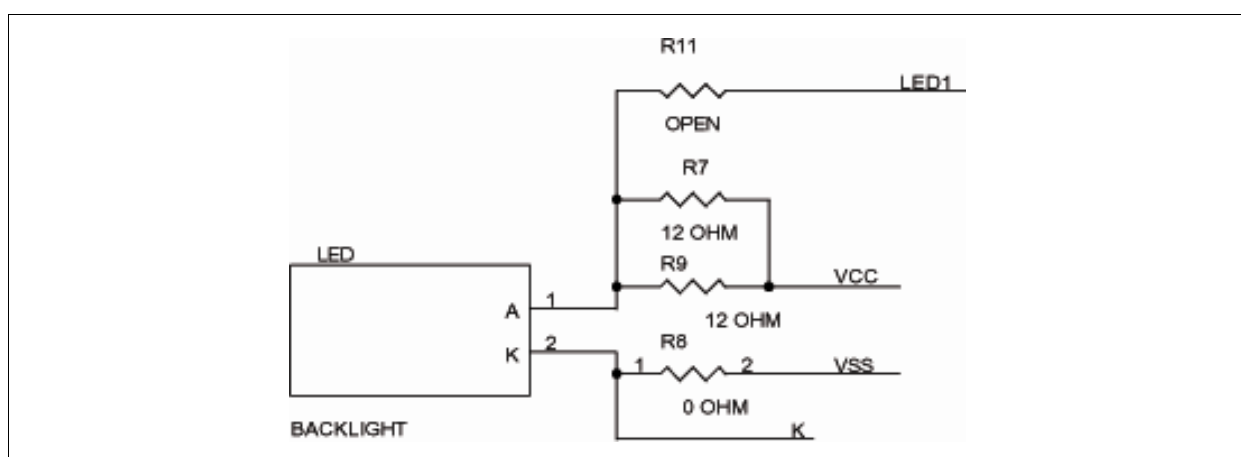 R11
LED1
OPEN
R7
12 OHM
LED
R9
VCC
A 1
12 OHM
K 2
R8
1 2 VSS
0 OHM
BACKLIGHT
K